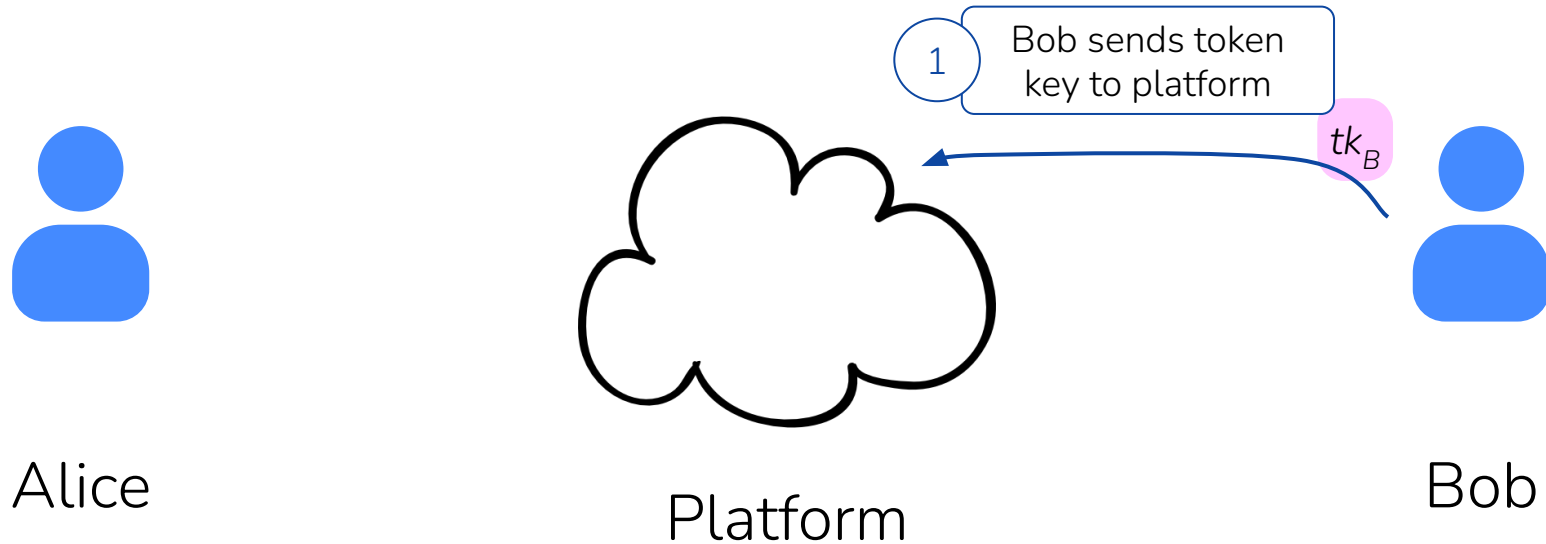 1
Bob sends token
key to platform
tk_B
Alice
Platform
Bob